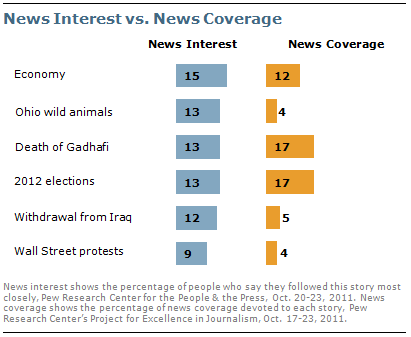 News Interest vs. News Coverage
News Interest News Coverage
Economy 15 12
Ohio wild animals 13 4
Death of Gadhafi 13 17
2012 elections 13 17
Withdrawal from Iraq 12 5
Wall Street protests 9 4
News interest shows the percentage of people who say they followed this story most
closely, Pew Research Center for the People & the Press, Oct. 20-23, 2011. News
coverage shows the percentage of news coverage devoted to each story, Pew
Research Center's Project for Excellence in Journalism, Oct. 17-23, 2011.